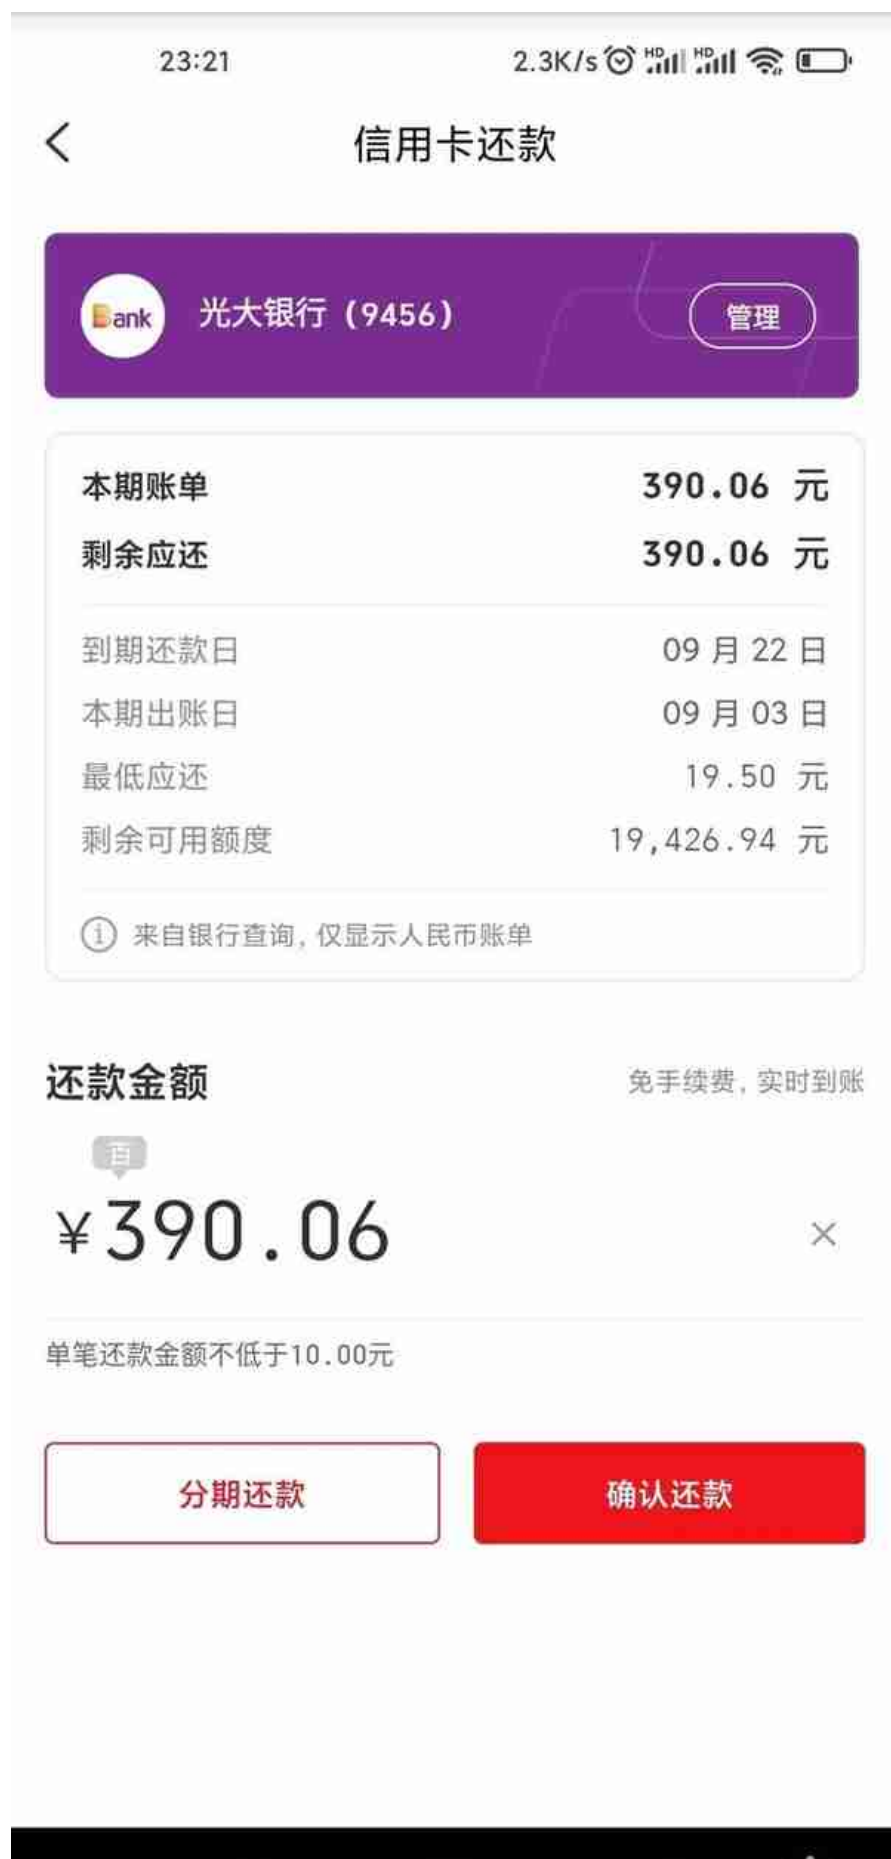 23:21 2.3K/s HD HD
信用卡还款
Bank 光大银行（9456） 管理
本期账单 390.06 元
剩余应还 390.06 元
到期还款日 09 月 22 日
本期出账日 09 月 03 日
最低应还 19.50 元
剩余可用额度 19,426.94 元
来自银行查询，仅显示人民币账单
还款金额 免手续费，实时到账
百
¥390.06
单笔还款金额不低于10.00元
分期还款 确认还款